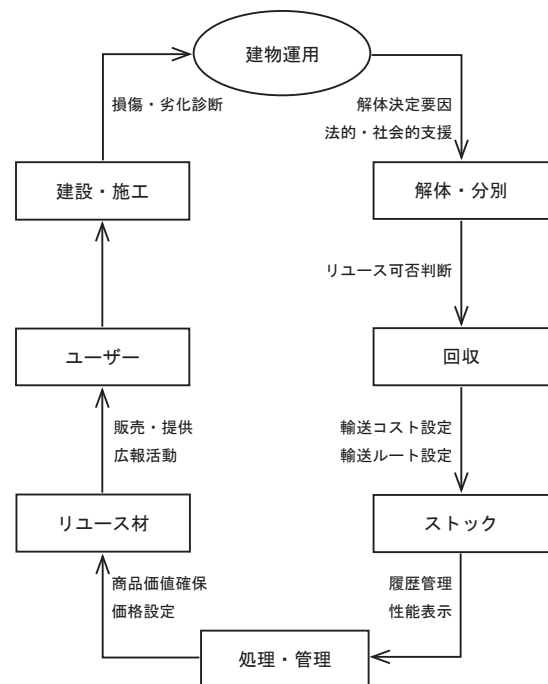 建物運用
損傷・劣化診断
解体決定要因
法的・社会的支援
建設・施工
解体・分別
リユース可否判断
ユーザー
回収
販売・提供
広報活動
輸送コスト設定
輸送ルート設定
リユース材
ストック
商品価値確保
価格設定
履歴管理
性能表示
処理・管理